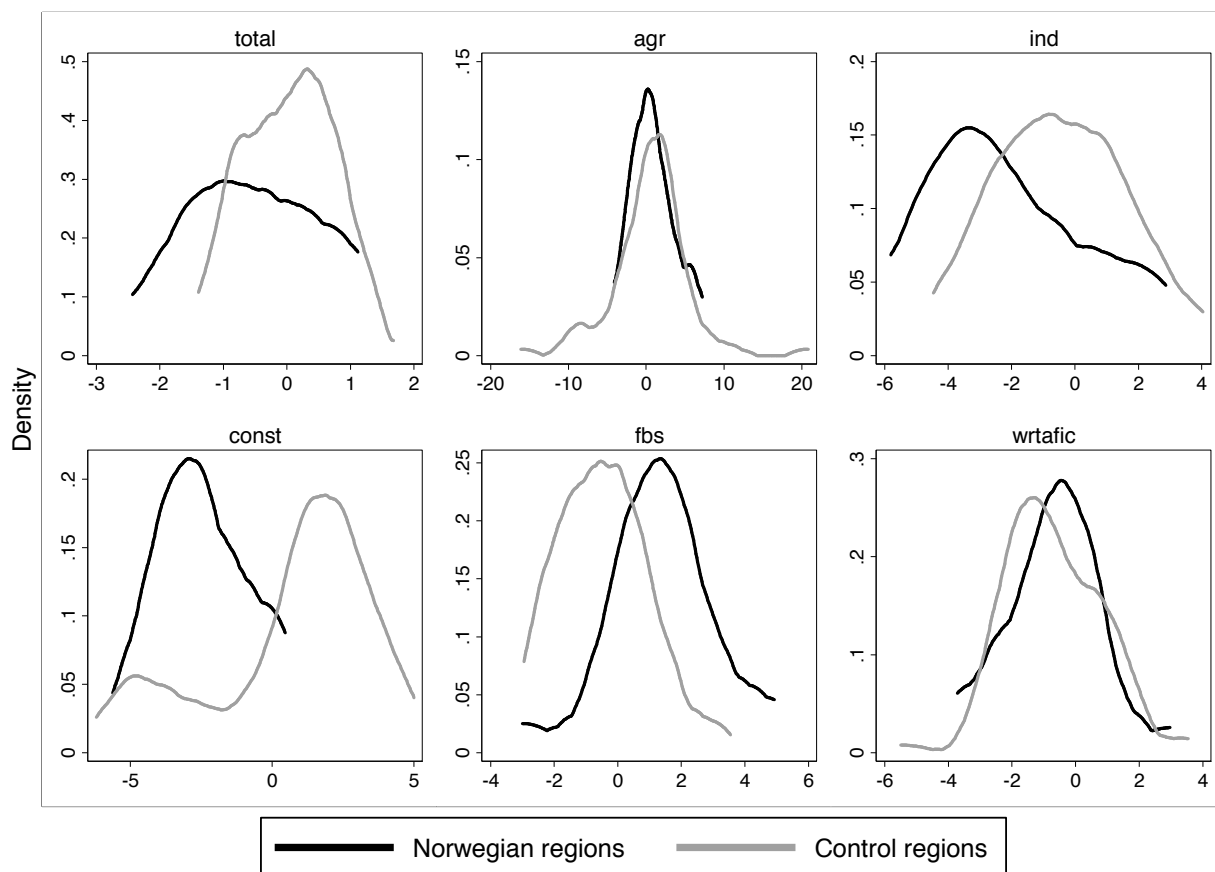 total
0 .1 .2 .3 .4 .5
-3 -2 -1 0 1 2
agr
0 .05 .1 .15
-20 -10 0 10 20
ind
0 .05 .1 .15 .2
-6 -4 -2 0 2 4
const
0 .05 .1 .15 .2
-5 0 5
fbs
0 .05 .1 .15 .2 .25
-4 -2 0 2 4 6
wrtafic
0 .1 .2 .3
-6 -4 -2 0 2 4
Density
Norwegian regions
Control regions